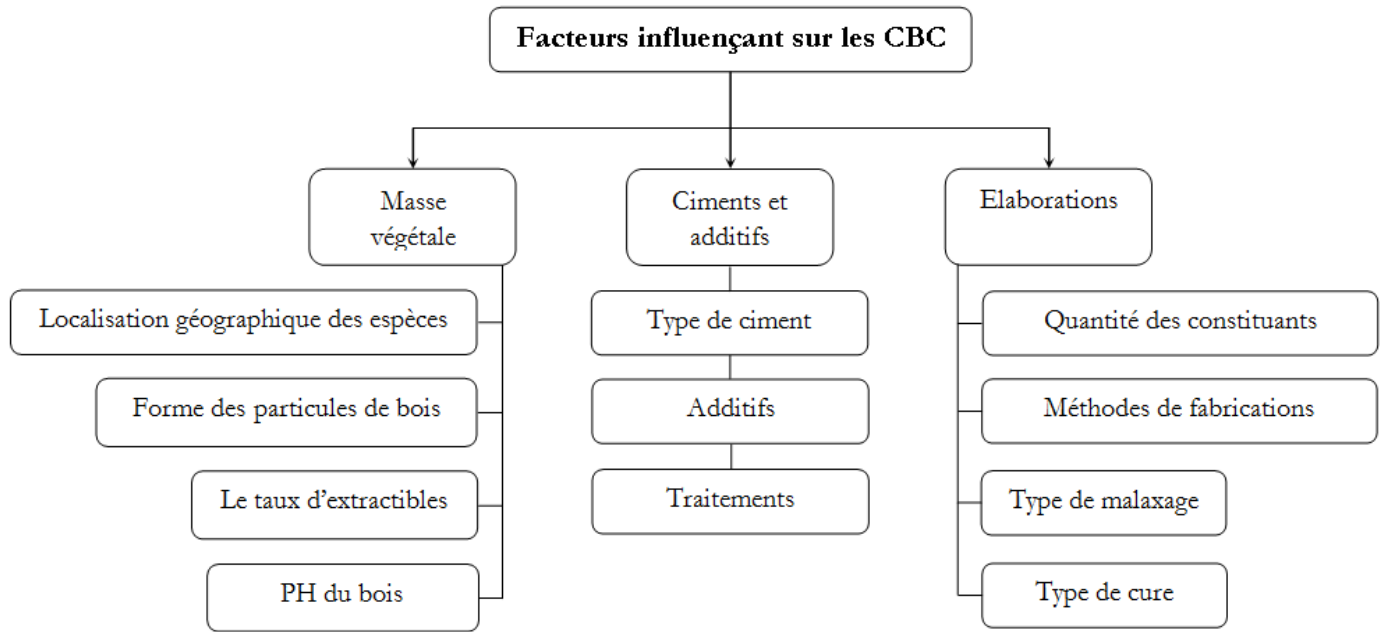 Facteurs influençant sur les CBC
Masse
végétale
Localisation géographique des espèces
Forme des particules de bois
Le taux d'extractibles
PH du bois
Ciments et
additifs
Type de ciment
Additifs
Traitements
Elaborations
Quantité des constituants
Méthodes de fabrications
Type de malaxage
Type de cure